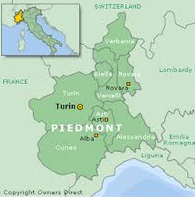 SWITZERLAND
Verbania
FRANCE
Biella
Novara
Novara
Lombardy
Vercelli
Turin
Asti
PIEDMONT
Alba
Alessandria
Emilia
Romagna
Cuneo
Liguria
Copyright Owners Direct